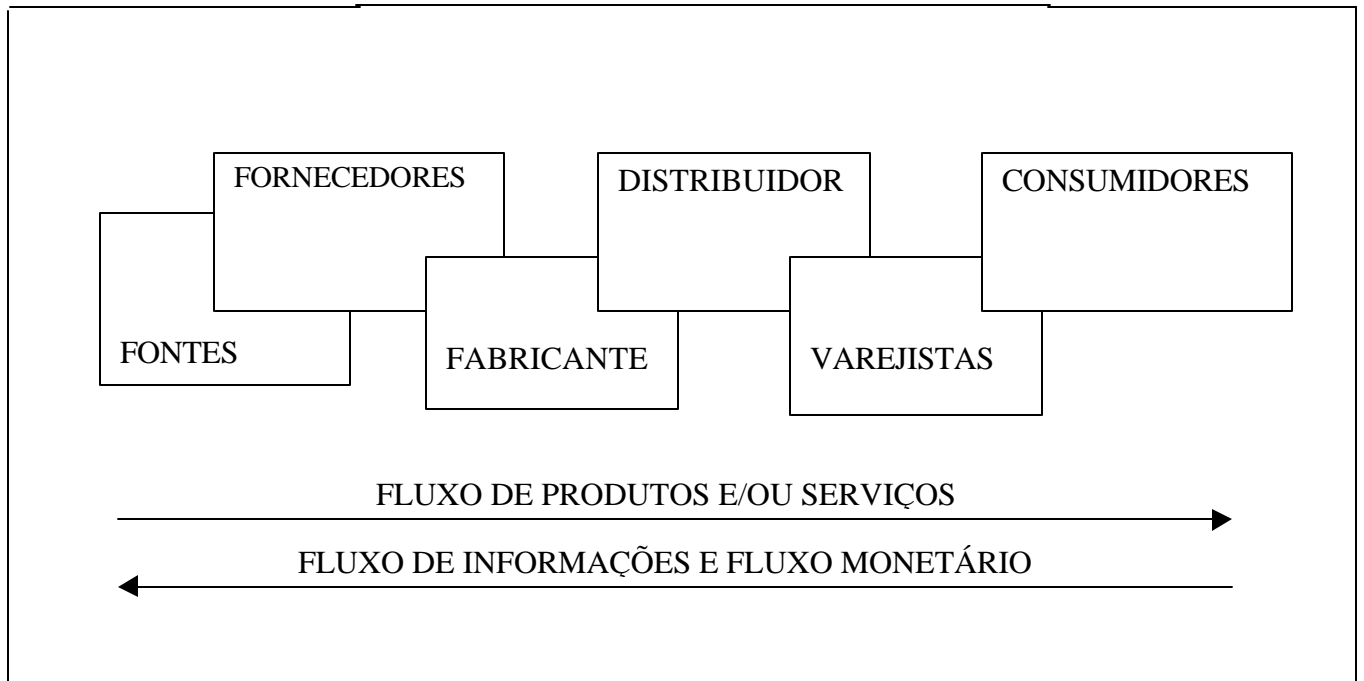 FORNECEDORES
DISTRIBUIDOR
CONSUMIDORES
FONTES
FABRICANTE
VAREJISTAS
FLUXO DE PRODUTOS E/OU SERVIÇOS
FLUXO DE INFORMAÇÕES E FLUXO MONETÁRIO